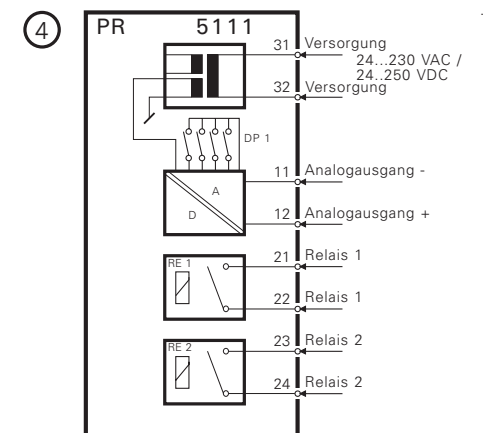 4
PR 5111
31 Versorgung
24...230 VAC /
24..250 VDC
32 Versorgung
DP 1
11 Analogausgang -
A
D
12 Analogausgang +
21 Relais 1
RE 1
22 Relais 1
23 Relais 2
RE 2
24 Relais 2